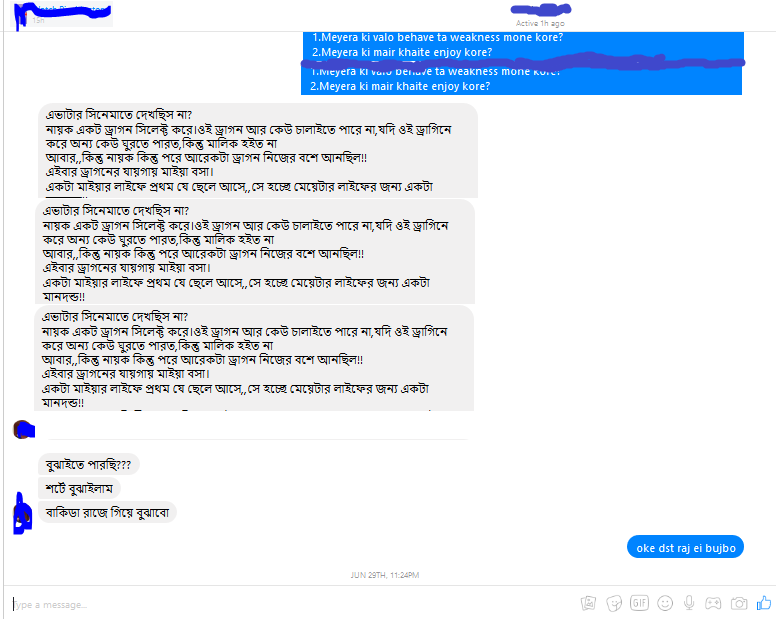 Active 1h ago
1.Meyera ki valo behave ta weakness mone kore?
2.Meyera ki mair khaite enjoy kore?
1.Meyera ki valo behave ta weakness mone kore?
2.Meyera ki mair khaite enjoy kore?
এভাটার সিনেমাতে দেখছিস না?
নায়ক একট ড্রাগন সিলেক্ট করে।ওই ড্রাগন আর কেউ চালাইতে পারে না,যদি ওই ড্রাগিনে
করে অন্য কেউ ঘুরতে পারত,কিন্তু মালিক হইত না
আবার,,কিন্তু নায়ক কিন্তু পরে আরেকটা ড্রাগন নিজের বশে আনছিল!!
এইবার ড্রাগনের যায়গায় মাইয়া বসা।
একটা মাইয়ার লাইফে প্রথম যে ছেলে আসে,,সে হচ্ছে মেয়েটার লাইফের জন্য একটা
এভাটার সিনেমাতে দেখছিস না?
নায়ক একট ড্রাগন সিলেক্ট করে।ওই ড্রাগন আর কেউ চালাইতে পারে না,যদি ওই ড্রাগিনে
করে অন্য কেউ ঘুরতে পারত,কিন্তু মালিক হইত না
আবার,,কিন্তু নায়ক কিন্তু পরে আরেকটা ড্রাগন নিজের বশে আনছিল!!
এইবার ড্রাগনের যায়গায় মাইয়া বসা।
একটা মাইয়ার লাইফে প্রথম যে ছেলে আসে,,সে হচ্ছে মেয়েটার লাইফের জন্য একটা
মানদন্ড!!
এভাটার সিনেমাতে দেখছিস না?
নায়ক একট ড্রাগন সিলেক্ট করে।ওই ড্রাগন আর কেউ চালাইতে পারে না,যদি ওই ড্রাগিনে
করে অন্য কেউ ঘুরতে পারত,কিন্তু মালিক হইত না
আবার,,কিন্তু নায়ক কিন্তু পরে আরেকটা ড্রাগন নিজের বশে আনছিল!!
এইবার ড্রাগনের যায়গায় মাইয়া বসা।
একটা মাইয়ার লাইফে প্রথম যে ছেলে আসে,,সে হচ্ছে মেয়েটার লাইফের জন্য একটা
মানদন্ড!!
বুঝাইতে পারছি???
শর্টে বুঝাইলাম
বাকিডা রাজে গিয়ে বুঝাবো
oke dst raj ei bujbo
JUN 29TH, 11:24PM
Type a message...
GIF